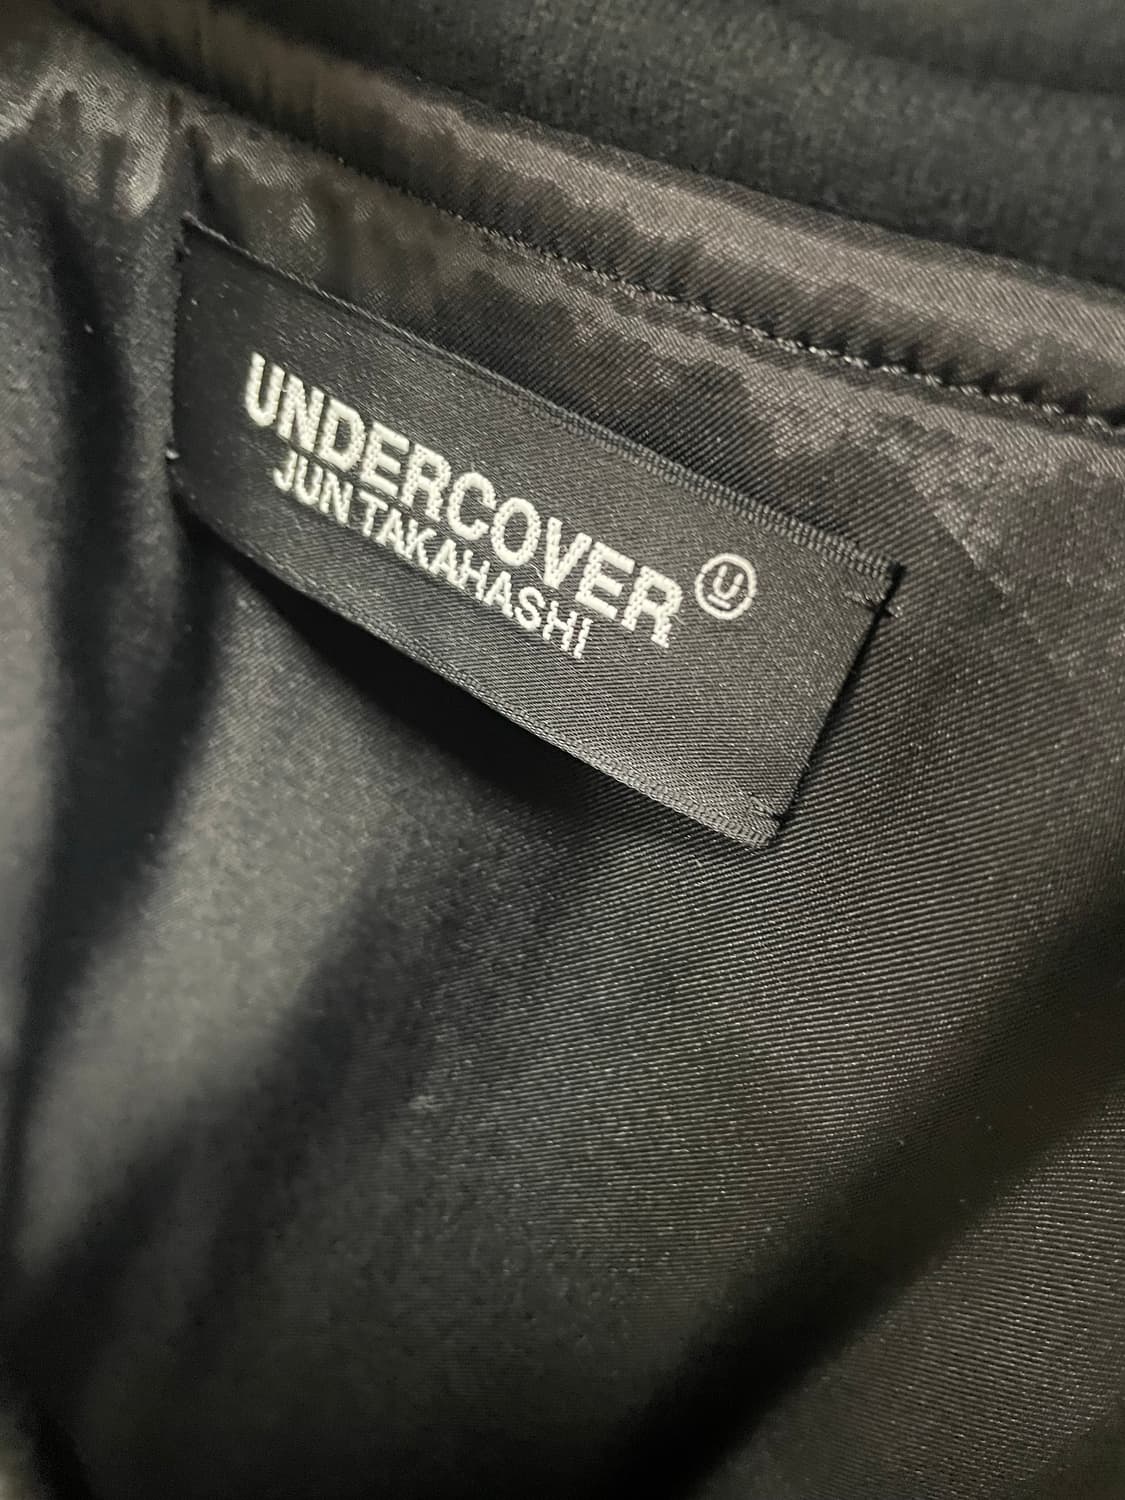 UNDERCOVER Ⓤ
JUN TAKAHASHI